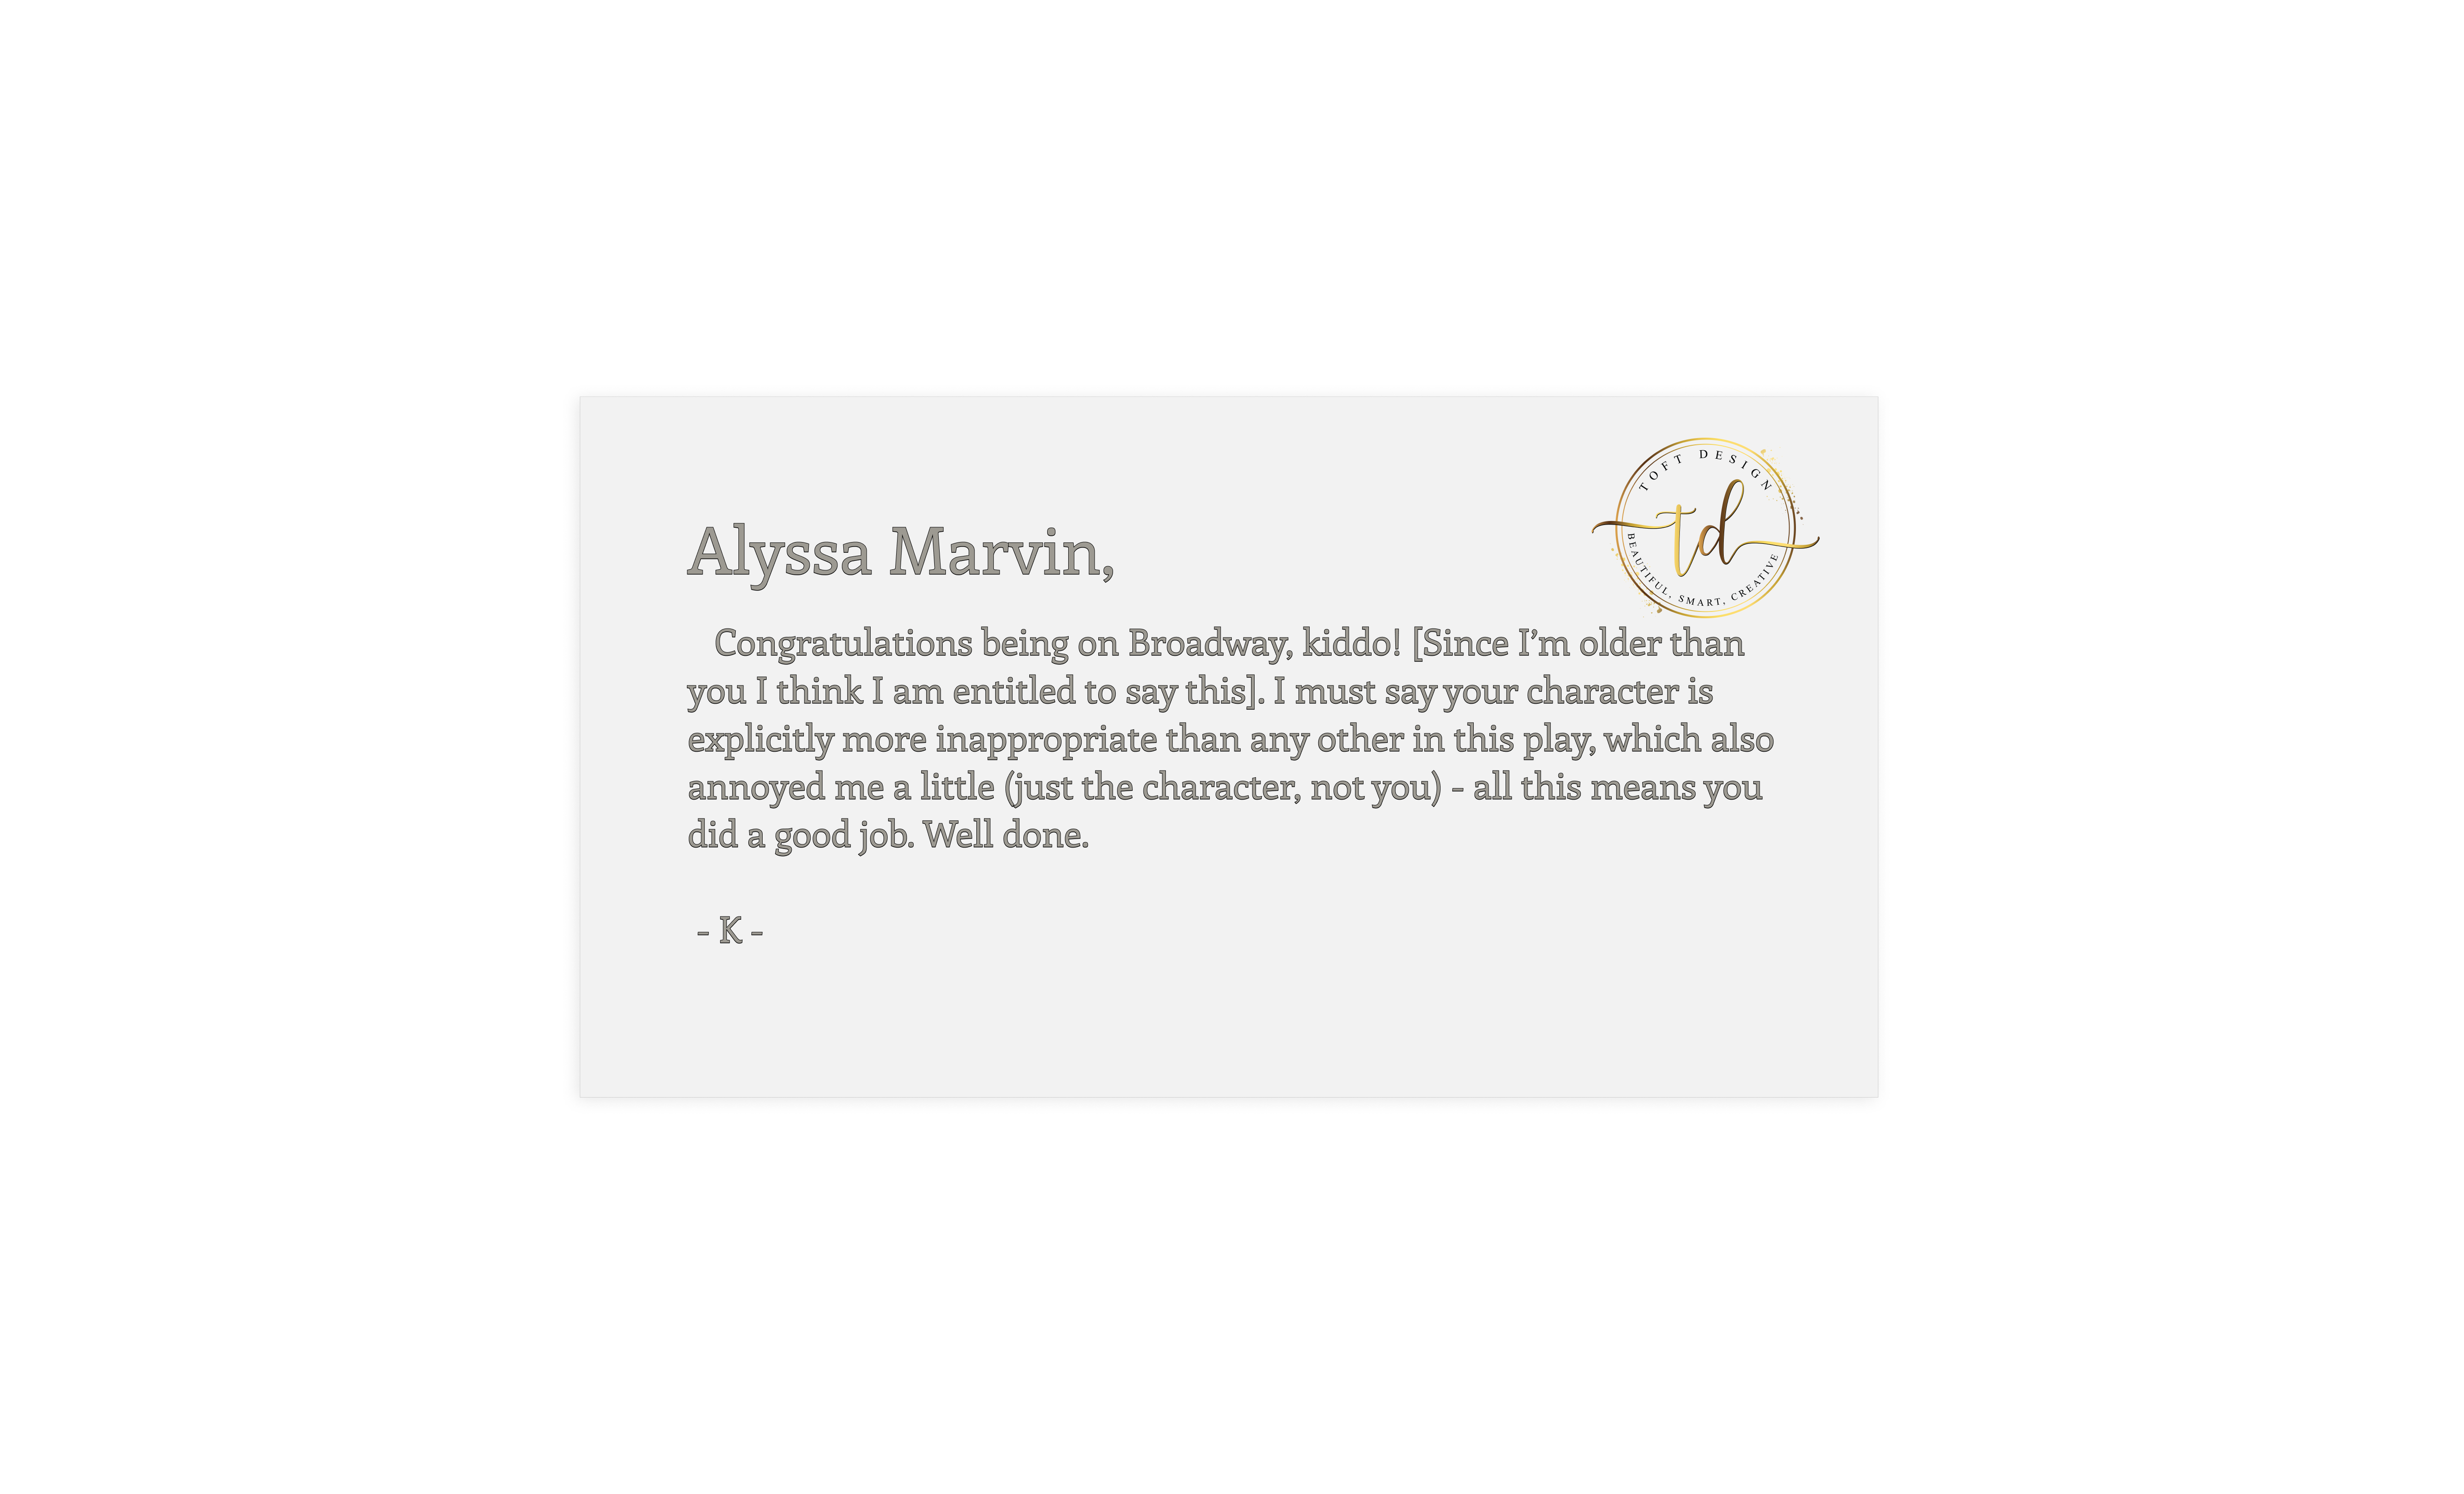 TOFT DESIGN
td
BEAUTIFUL, SMART, CREATIVE
Alyssa Marvin,
Congratulations being on Broadway, kiddo! [Since I’m older than
you I think I am entitled to say this]. I must say your character is
explicitly more inappropriate than any other in this play, which also
annoyed me a little (just the character, not you) - all this means you
did a good job. Well done.
- K -